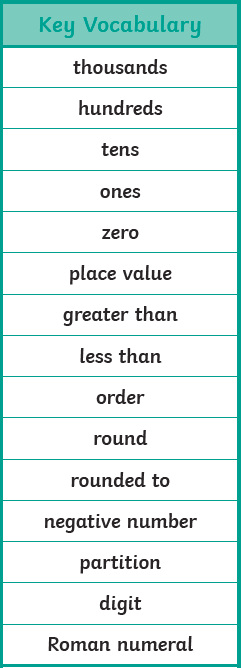 Key Vocabulary
thousands
hundreds
tens
ones
zero
place value
greater than
less than
order
round
rounded to
negative number
partition
digit
Roman numeral